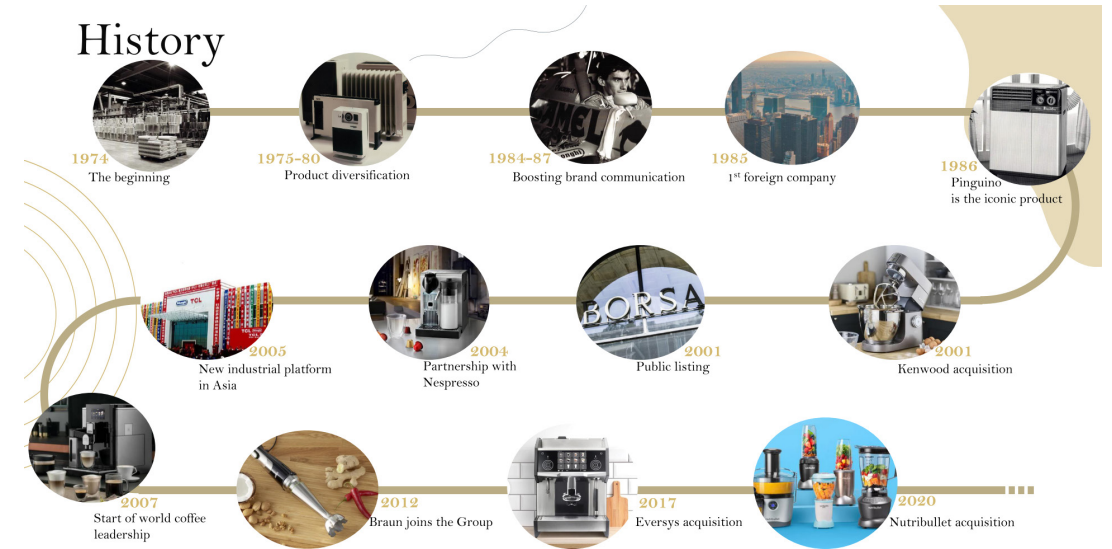 History
1974
The beginning
1975-80
Product diversification
1984-87
Boosting brand communication
1985
1st foreign company
1986
Pinguino
is the iconic product
2001
Kenwood acquisition
BORSA
2001
Public listing
2004
Partnership with
Nespresso
TCL
2005
New industrial platform
in Asia
2007
Start of world coffee
leadership
2012
Braun joins the Group
2017
Eversys acquisition
2020
Nutribullet acquisition